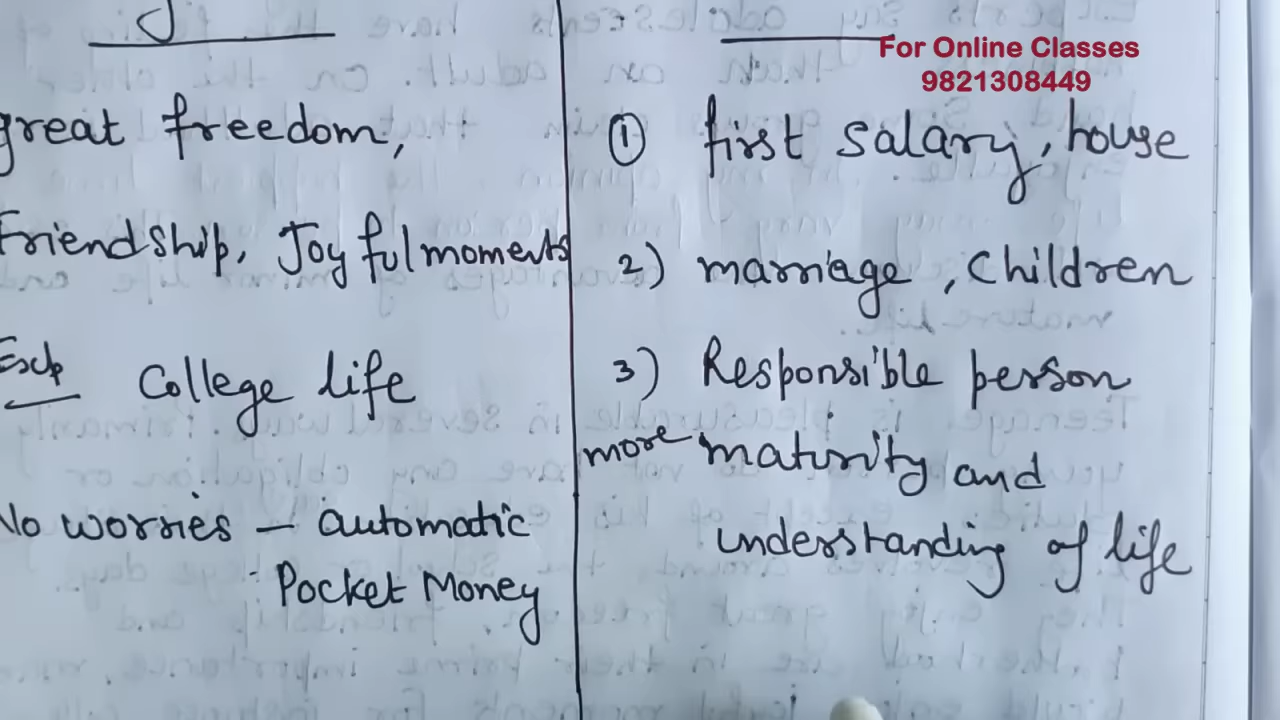 For Online Classes
9821308449
great freedom,
friendship, Joyful moments
Exp College life
No worries — automatic
Pocket Money
① first salary, house
2) marriage, children
3) Responsible person
more maturity and
understanding of life